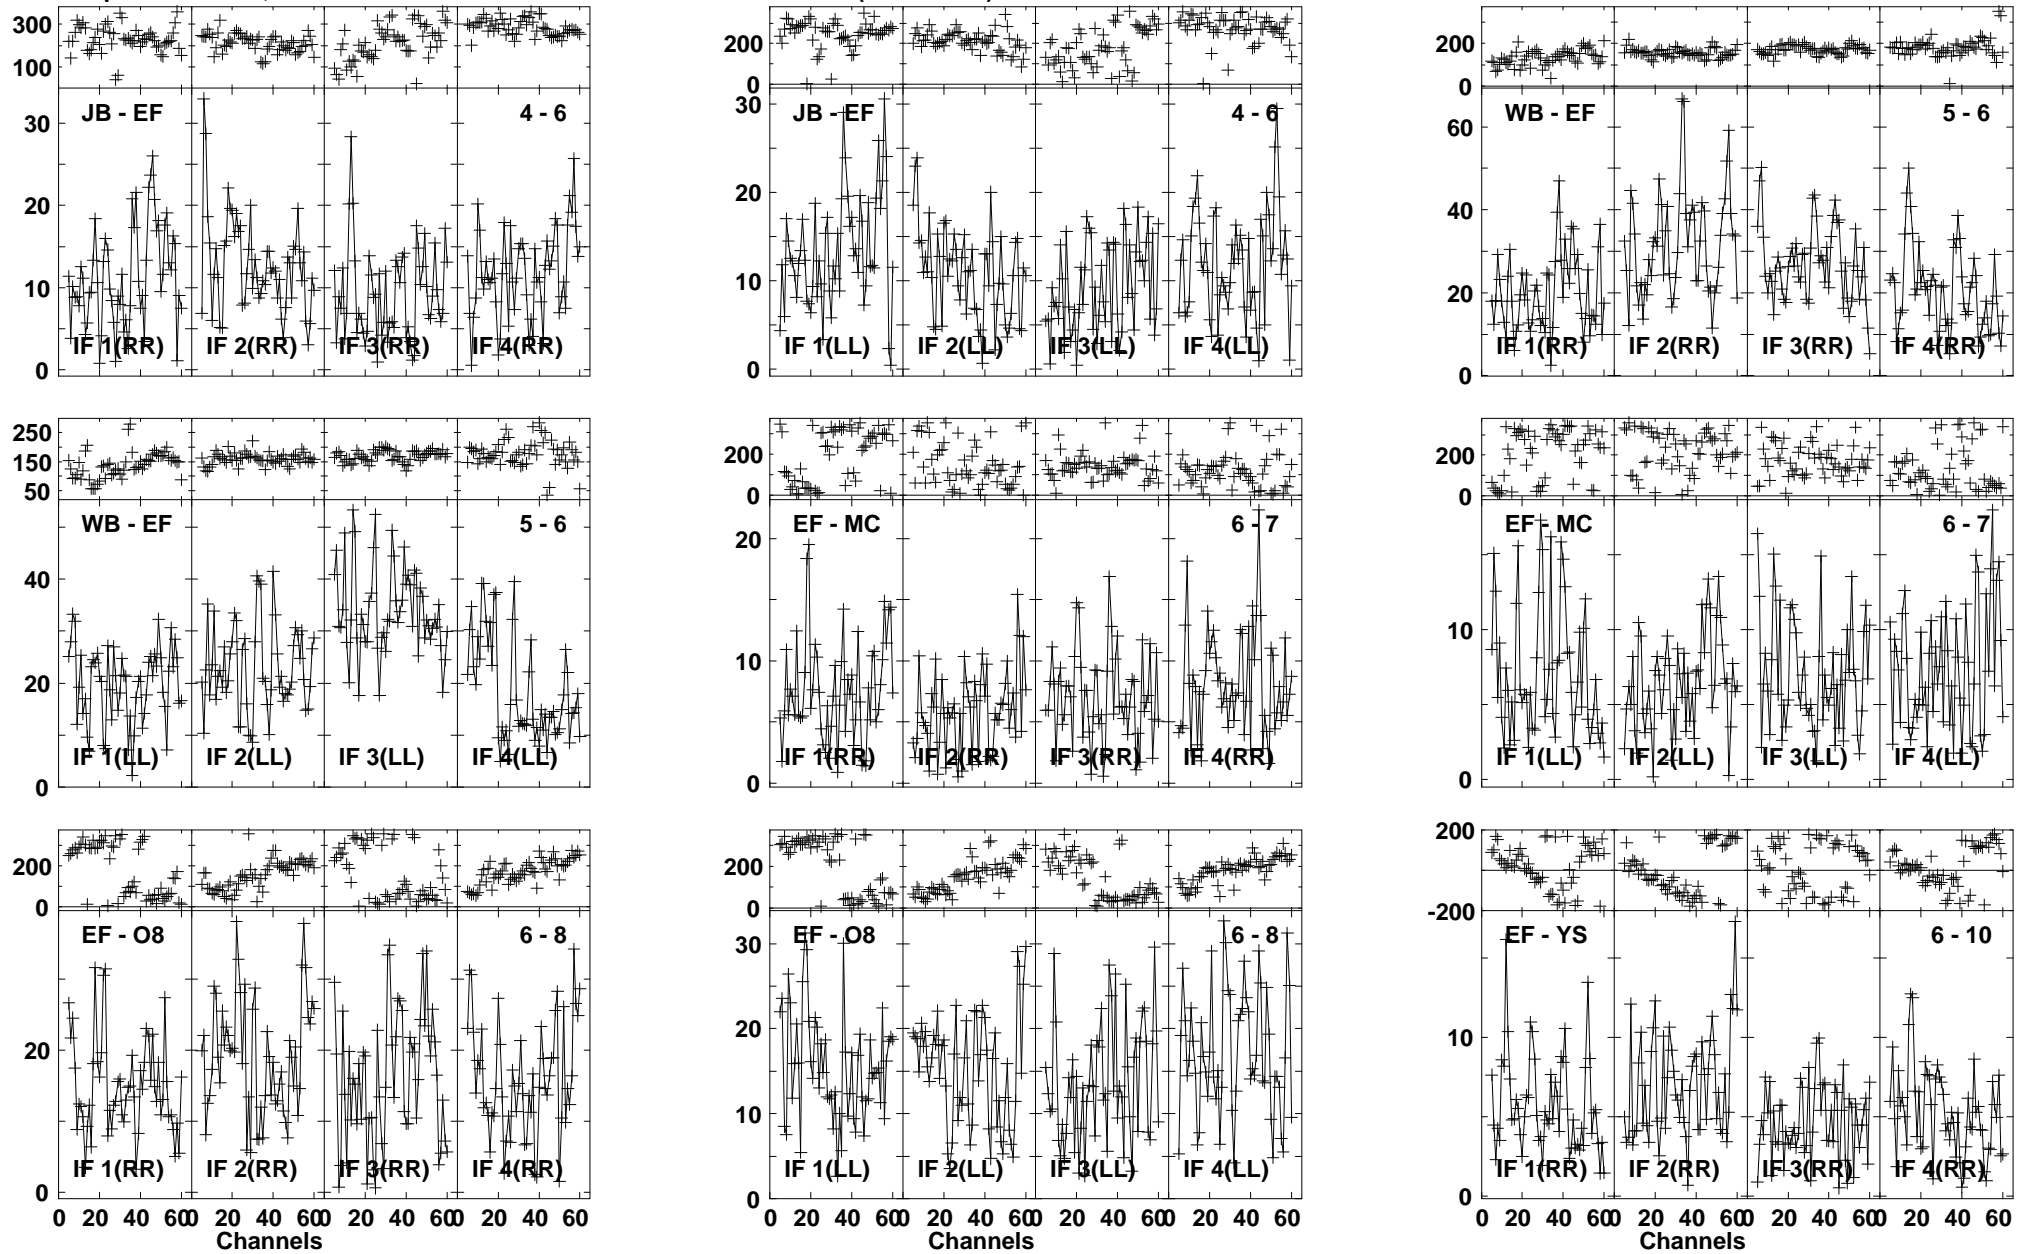 300
100
30
20
10
0
JB - EF
4 - 6
IF 1(RR)
IF 2(RR)
IF 3(RR)
IF 4(RR)
200
0
30
20
10
0
JB - EF
4 - 6
IF 1(LL)
IF 2(LL)
IF 3(LL)
IF 4(LL)
200
0
60
40
20
0
WB - EF
5 - 6
IF 1(RR)
IF 2(RR)
IF 3(RR)
IF 4(RR)
250
150
50
40
20
0
WB - EF
5 - 6
IF 1(LL)
IF 2(LL)
IF 3(LL)
IF 4(LL)
200
0
20
10
0
EF - MC
6 - 7
IF 1(RR)
IF 2(RR)
IF 3(RR)
IF 4(RR)
200
0
10
0
EF - MC
6 - 7
IF 1(LL)
IF 2(LL)
IF 3(LL)
IF 4(LL)
200
0
20
0
EF - O8
6 - 8
IF 1(RR)
IF 2(RR)
IF 3(RR)
IF 4(RR)
0 20 40 60 0 20 40 60 0 20 40 60 0 20 40 60
Channels
200
0
30
20
10
0
EF - O8
6 - 8
IF 1(LL)
IF 2(LL)
IF 3(LL)
IF 4(LL)
0 20 40 60 0 20 40 60 0 20 40 60 0 20 40 60
Channels
200
-200
10
0
EF - YS
6 - 10
IF 1(RR)
IF 2(RR)
IF 3(RR)
IF 4(RR)
0 20 40 60 0 20 40 60 0 20 40 60 0 20 40 60
Channels